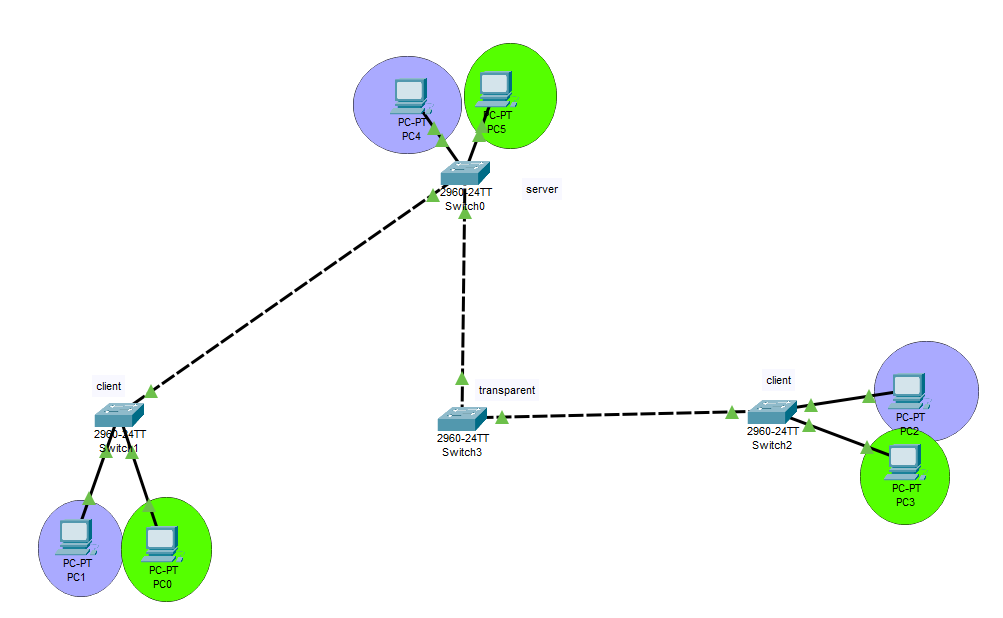 PC-PT
PC4
PC-PT
PC5
2960-24TT
Switch0
server
client
2960-24TT
Switch1
transparent
2960-24TT
Switch3
client
2960-24TT
Switch2
PC-PT
PC2
PC-PT
PC3
PC-PT
PC1
PC-PT
PC0